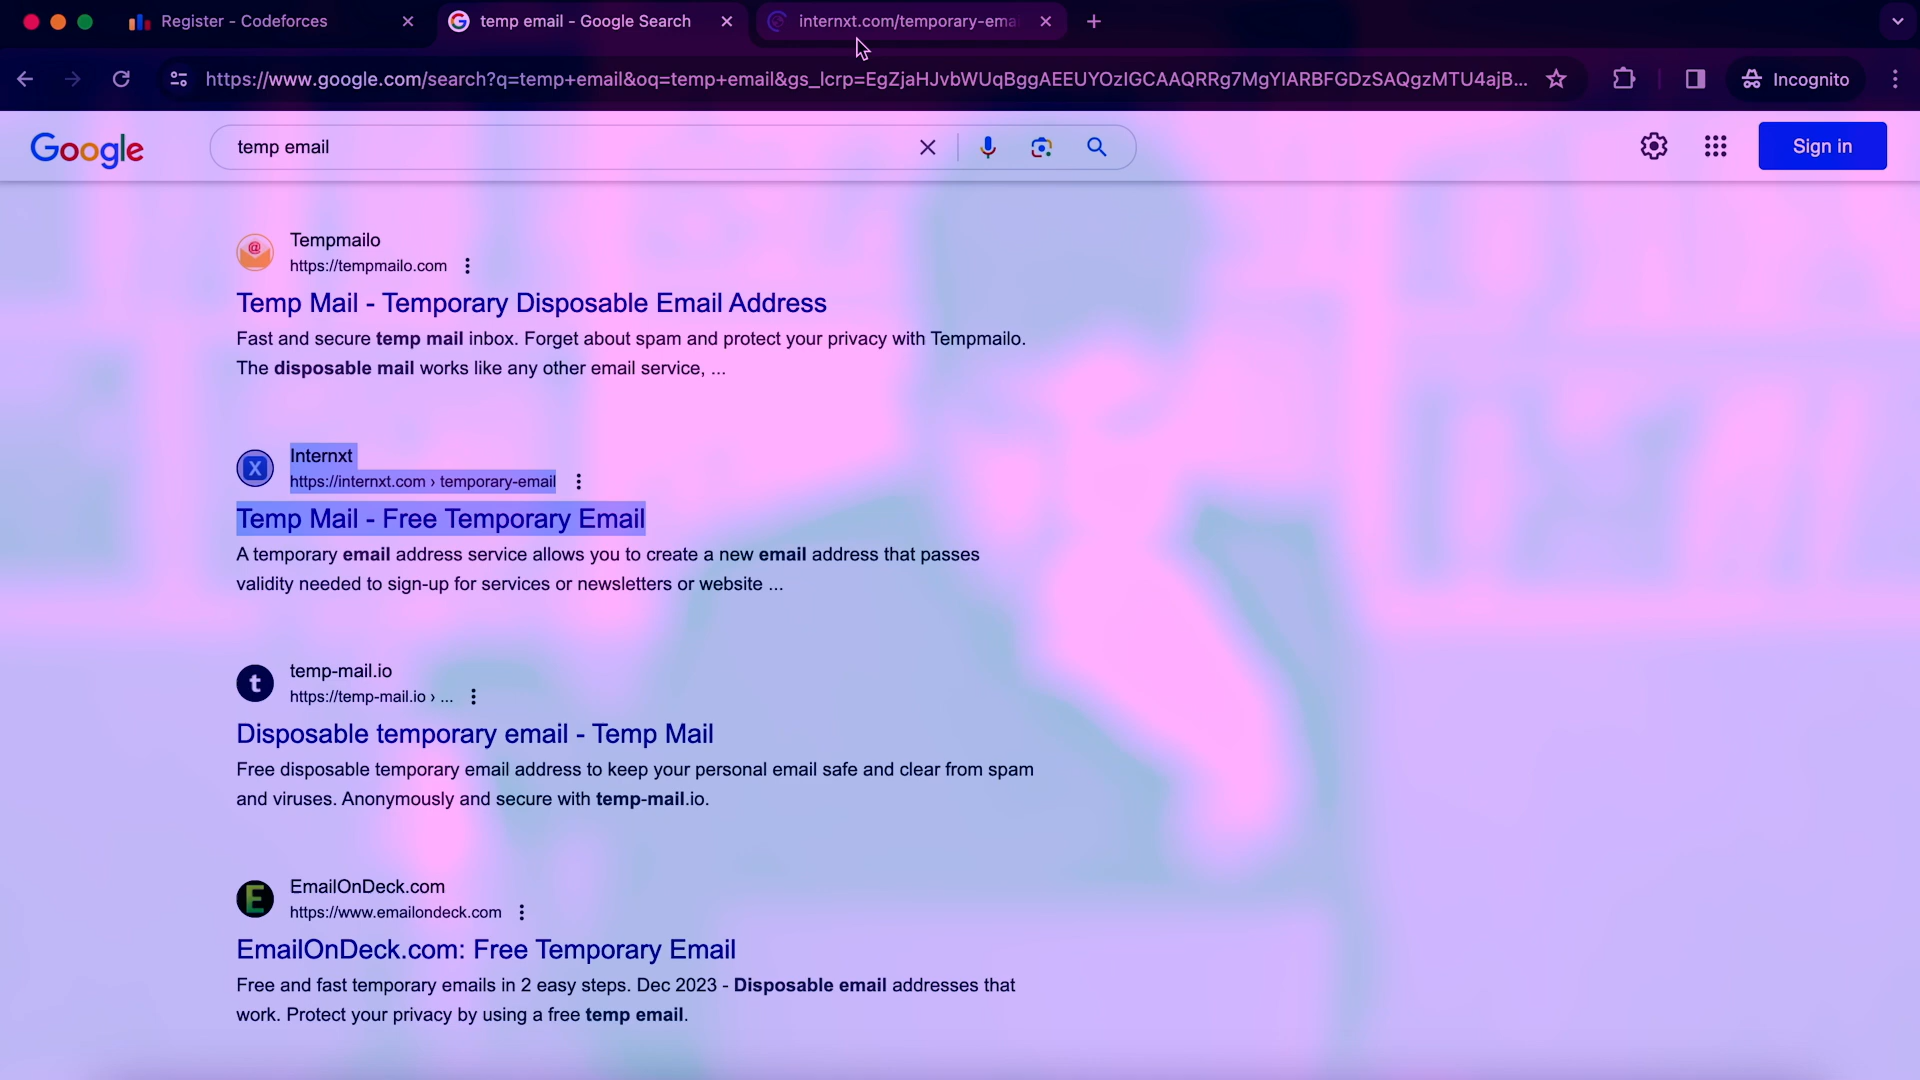 Register - Codeforces
temp email - Google Search
internxt.com/temporary-ema
https://www.google.com/search?q=temp+email&oq=temp+email&gs_lcrp=EgZjaHJvbWUqBggAEEUYOzIGCAAQRRg7MgYIARBFGDzSAQgzMTU4ajB...
Incognito
Google
temp email
Sign in
Tempmailo
https://tempmailo.com
Temp Mail - Temporary Disposable Email Address
Fast and secure temp mail inbox. Forget about spam and protect your privacy with Tempmailo.
The disposable mail works like any other email service, ...
Internxt
https://internxt.com › temporary-email
Temp Mail - Free Temporary Email
A temporary email address service allows you to create a new email address that passes
validity needed to sign-up for services or newsletters or website ...
temp-mail.io
https://temp-mail.io › ...
Disposable temporary email - Temp Mail
Free disposable temporary email address to keep your personal email safe and clear from spam
and viruses. Anonymously and secure with temp-mail.io.
EmailOnDeck.com
https://www.emailondeck.com
EmailOnDeck.com: Free Temporary Email
Free and fast temporary emails in 2 easy steps. Dec 2023 - Disposable email addresses that
work. Protect your privacy by using a free temp email.